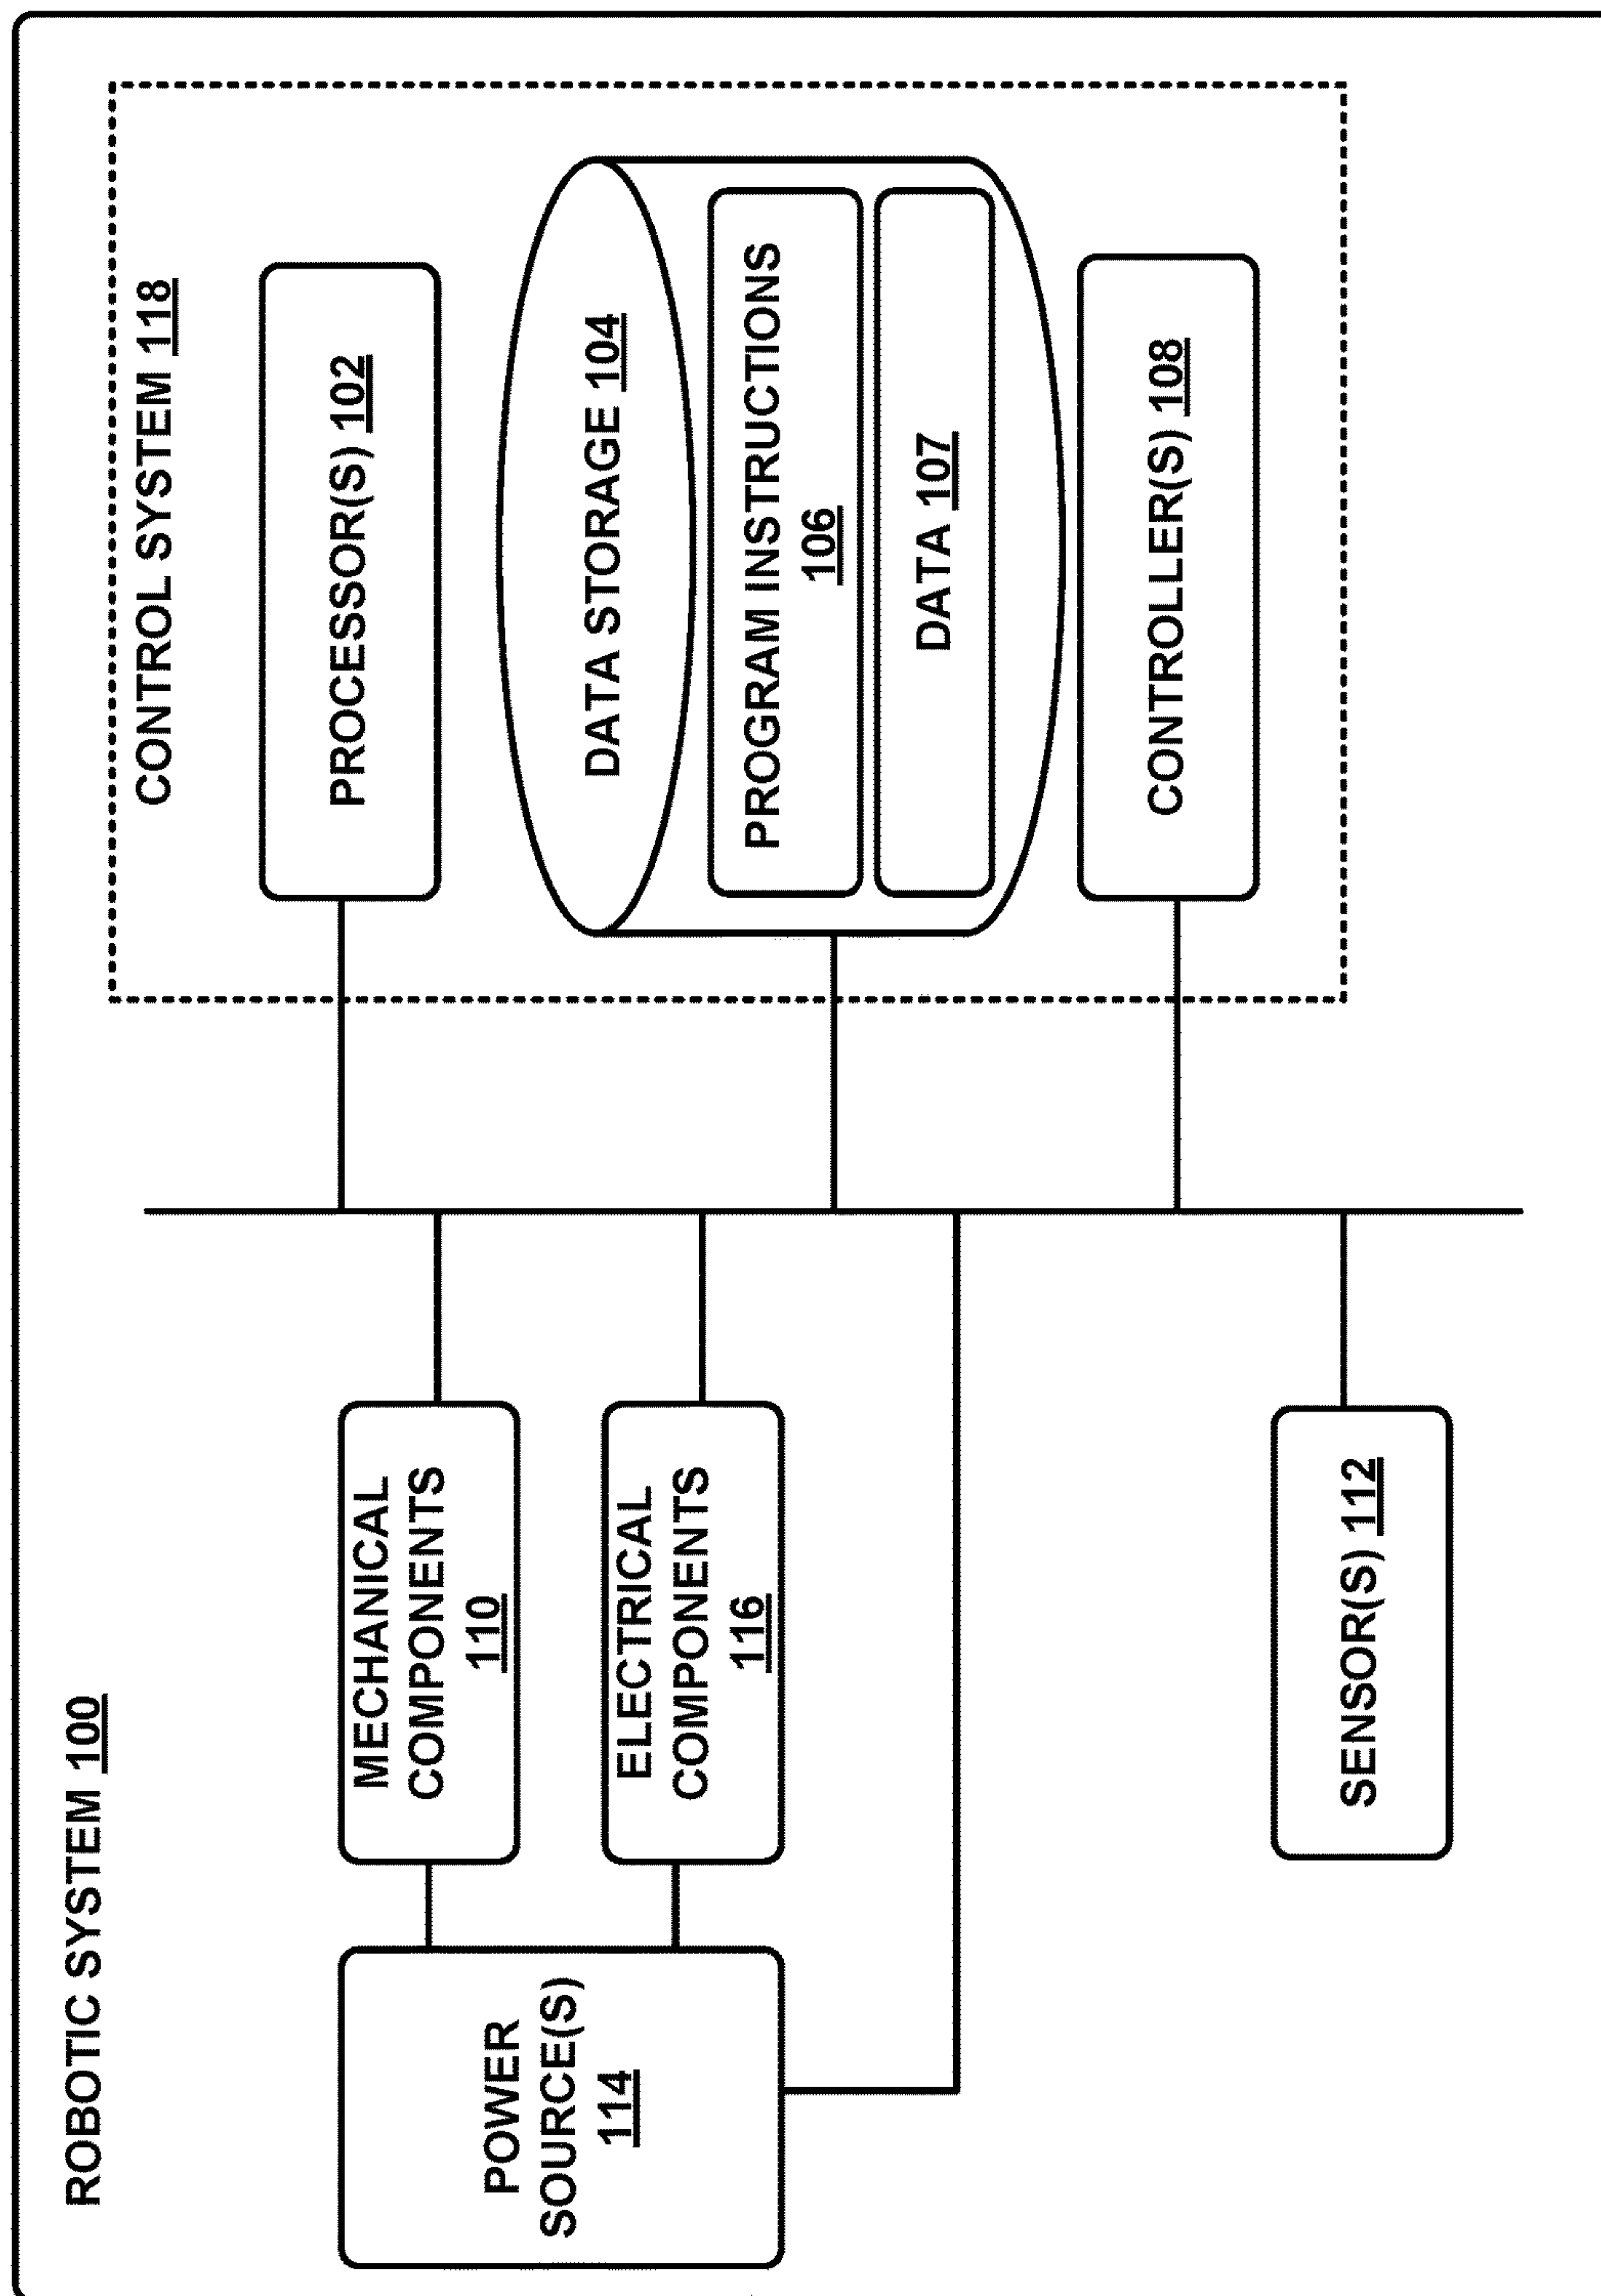 ROBOTIC SYSTEM 100
CONTROL SYSTEM 118
PROCESSOR(S) 102
DATA STORAGE 104
PROGRAM INSTRUCTIONS
106
DATA 107
CONTROLLER(S) 108
MECHANICAL
COMPONENTS
110
ELECTRICAL
COMPONENTS
116
POWER
SOURCE(S)
114
SENSOR(S) 112